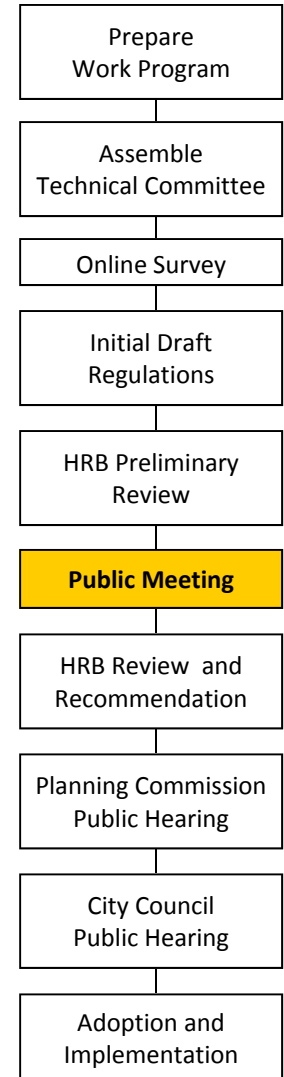 Prepare
Work Program
Assemble
Technical Committee
Online Survey
Initial Draft
Regulations
HRB Preliminary
Review
Public Meeting
HRB Review and
Recommendation
Planning Commission
Public Hearing
City Council
Public Hearing
Adoption and
Implementation